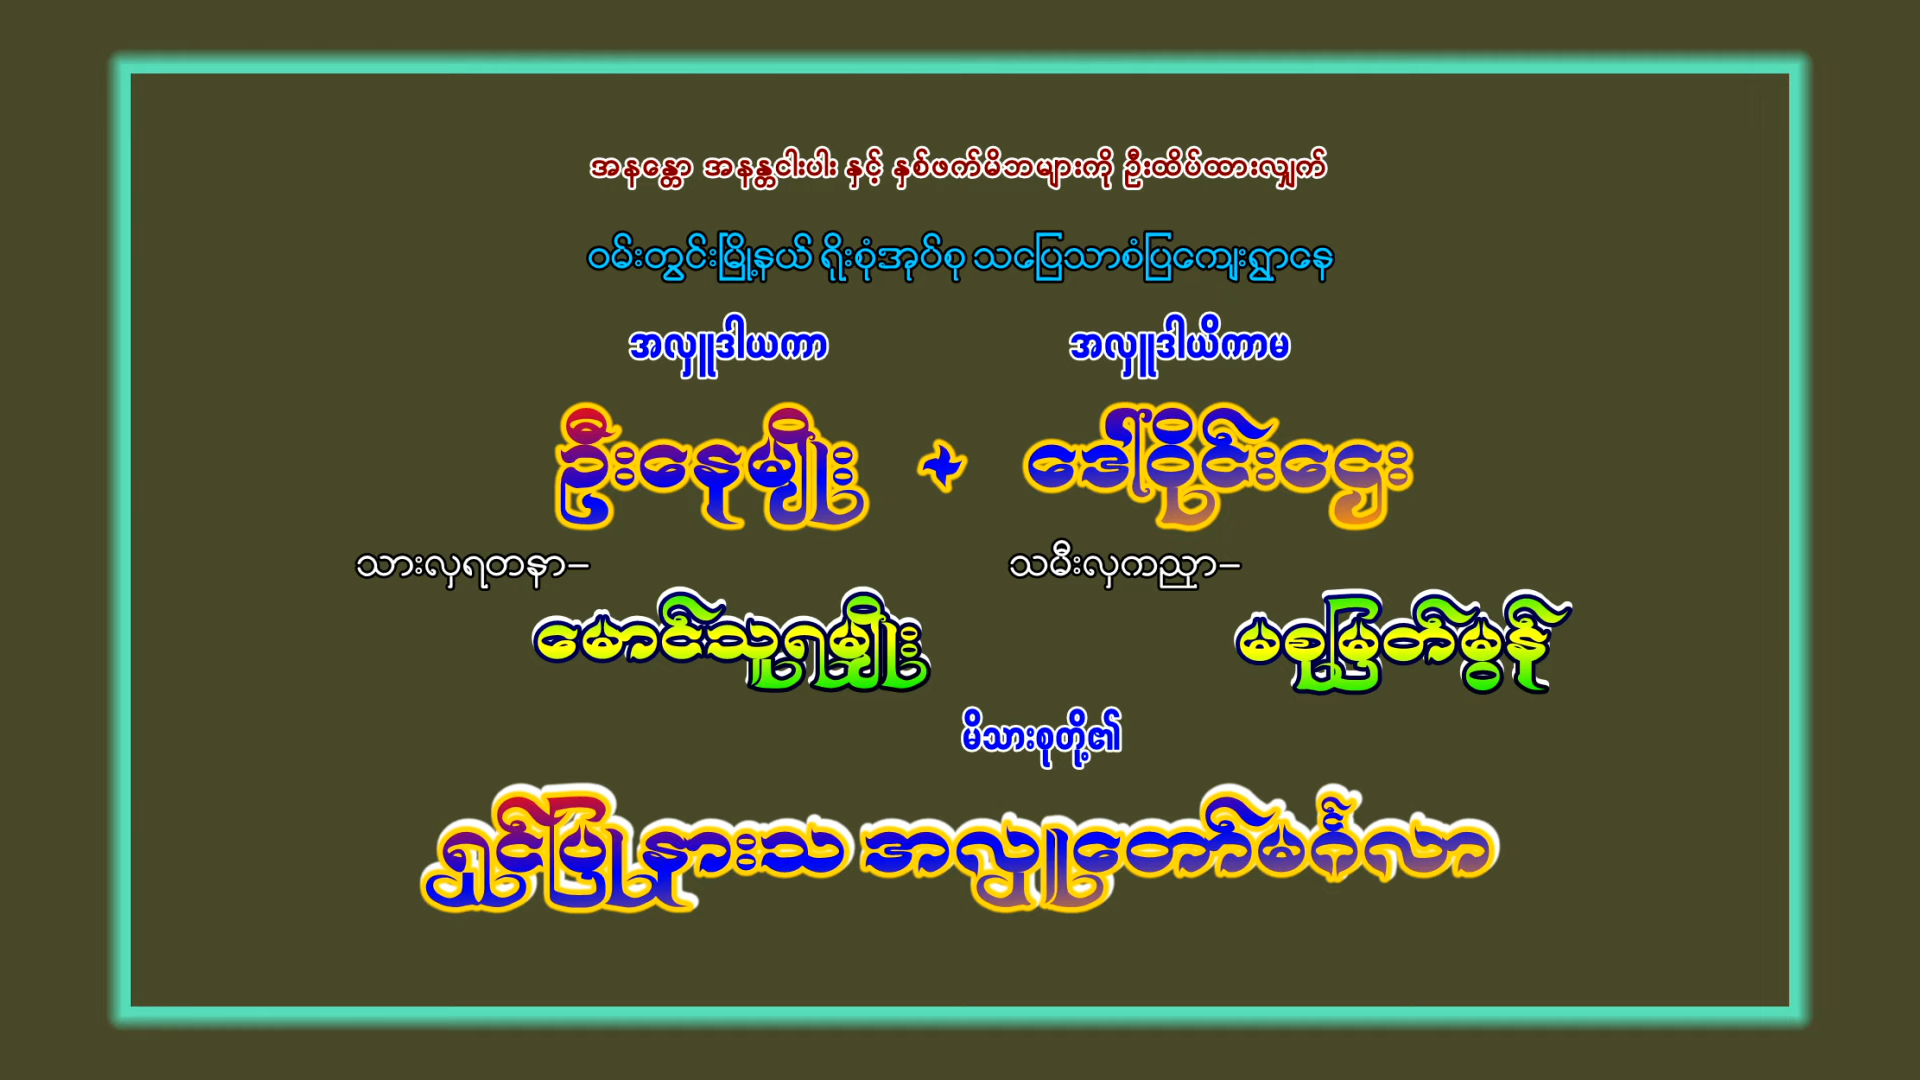 အနန္တော အနန္တငါးပါး နှင့် နှစ်ဖက်မိဘများကို ဦးထိပ်ထားလျှက်
ဝမ်းတွင်းမြို့နယ် ရိုးစုံအုပ်စု သပြေသာစံပြကျေးရွာနေ
အလှူဒါယကာ အလှူဒါယိကာမ
ဦးနေမျိုး + ဒေါ်ဝိုင်းငွေး
သားလှရတနာ-
သမီးလှကညာ-
မောင်သူရမျှိုး
မစုမြတ်မွန်
မိသားစုတို့၏
ရှင်ပြု နားသ အလှူတော်မင်္ဂလာ